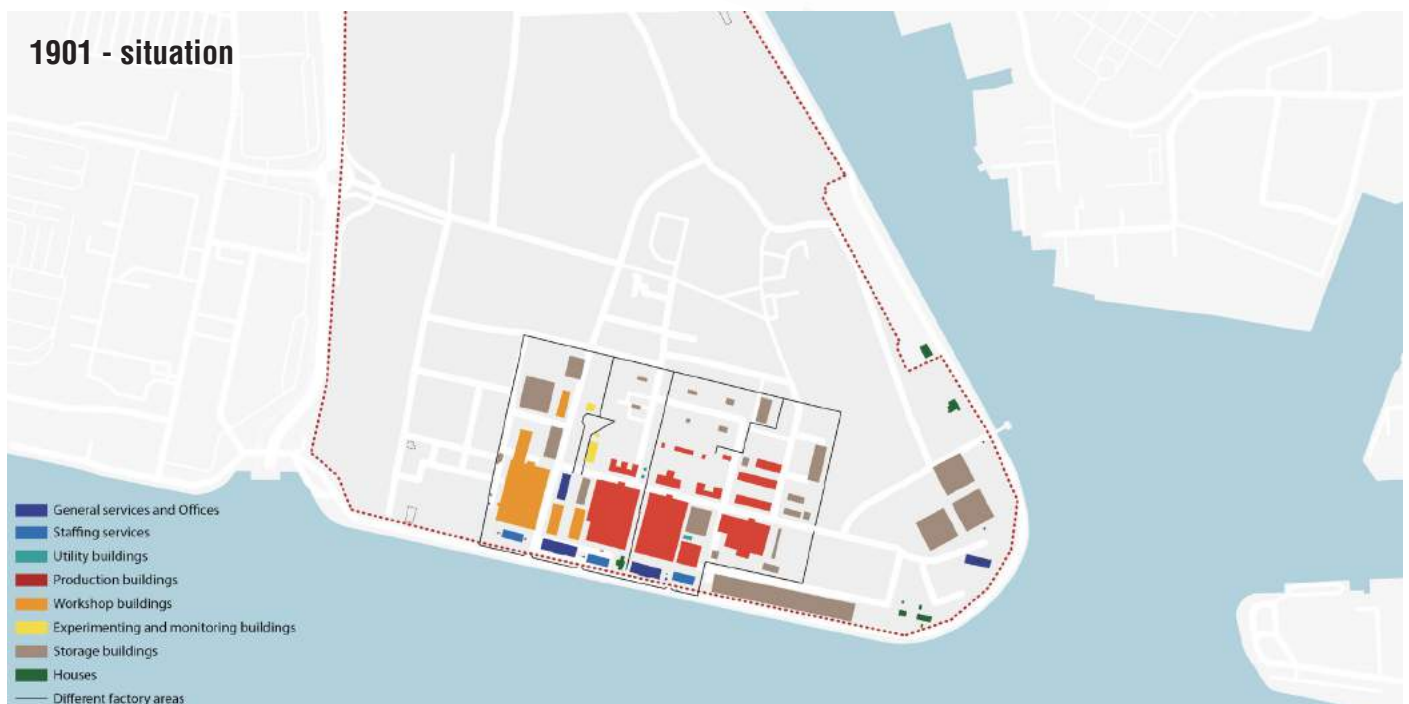 1901 - situation
General services and Offices
Staffing services
Utility buildings
Production buildings
Workshop buildings
Experimenting and monitoring buildings
Storage buildings
Houses
Different factory areas